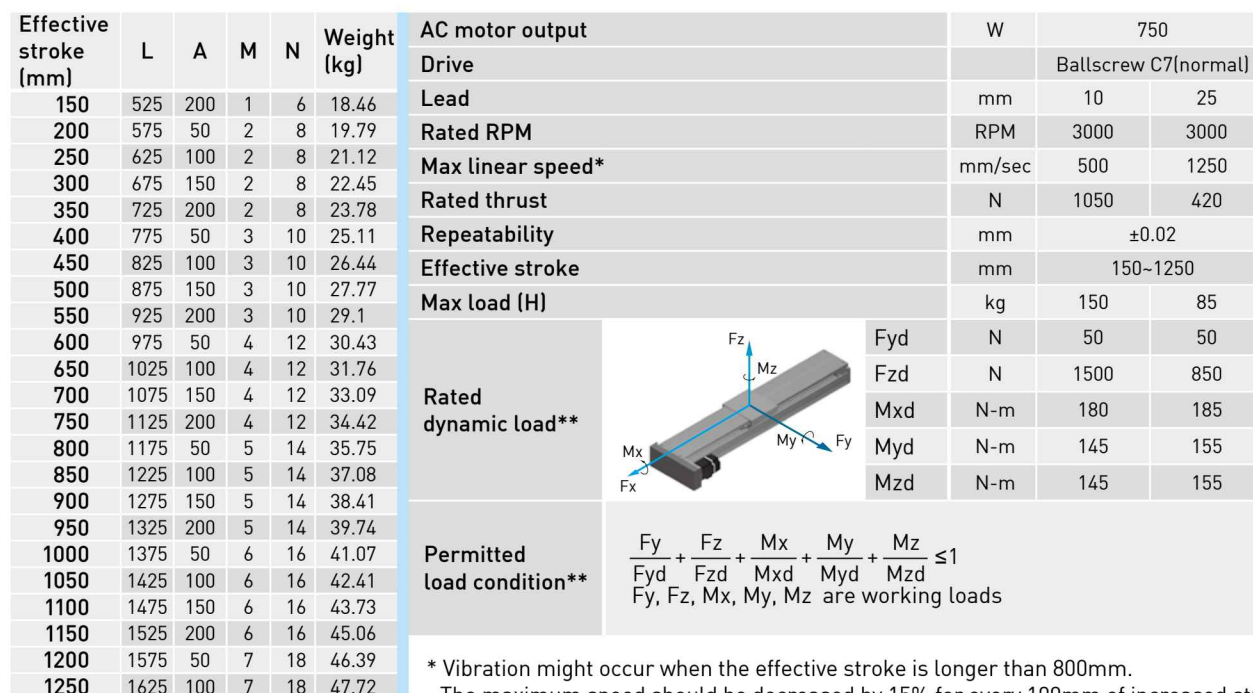 Effective stroke (mm) L A M N Weight (kg)
150 525 200 1 6 18.46
200 575 50 2 8 19.79
250 625 100 2 8 21.12
300 675 150 2 8 22.45
350 725 200 2 8 23.78
400 775 50 3 10 25.11
450 825 100 3 10 26.44
500 875 150 3 10 27.77
550 925 200 3 10 29.1
600 975 50 4 12 30.43
650 1025 100 4 12 31.76
700 1075 150 4 12 33.09
750 1125 200 4 12 34.42
800 1175 50 5 14 35.75
850 1225 100 5 14 37.08
900 1275 150 5 14 38.41
950 1325 200 5 14 39.74
1000 1375 50 6 16 41.07
1050 1425 100 6 16 42.41
1100 1475 150 6 16 43.73
1150 1525 200 6 16 45.06
1200 1575 50 7 18 46.39
1250 1625 100 7 18 47.72
AC motor output W 750
Drive Ballscrew C7(normal)
Lead mm 10 25
Rated RPM RPM 3000 3000
Max linear speed* mm/sec 500 1250
Rated thrust N 1050 420
Repeatability mm ±0.02
Effective stroke mm 150~1250
Max load (H) kg 150 85
Rated
dynamic load**
Fz
Mz
My Fy
Mx
Fx
Fyd N 50 50
Fzd N 1500 850
Mxd N-m 180 185
Myd N-m 145 155
Mzd N-m 145 155
Permitted
load condition**
Fy/Fyd + Fz/Fzd + Mx/Mxd + My/Myd + Mz/Mzd ≤1
Fy, Fz, Mx, My, Mz are working loads
* Vibration might occur when the effective stroke is longer than 800mm.
The maximum speed should be decreased by 15% for every 100mm of increased